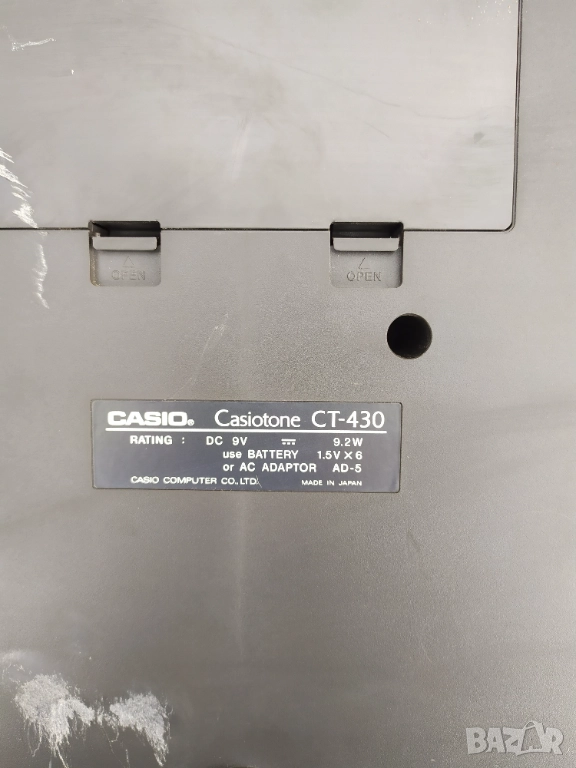 OPEN OPEN
CASIO. Casiotone CT-430
RATING : DC 9V ⎓ 9.2W
use BATTERY 1.5V X 6
or AC ADAPTOR AD-5
CASIO COMPUTER CO.,LTD. MADE IN JAPAN
BAZAR